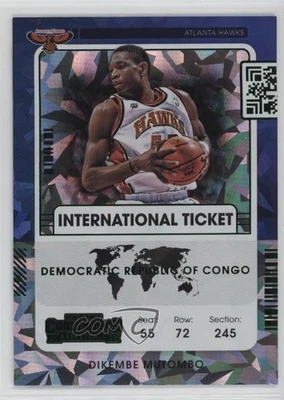 ATLANTA HAWKS
HAWKS
INTERNATIONAL TICKET
DEMOCRATIC REPUBLIC OF CONGO
Seat: Row: Section:
55 72 245
DIKEMBE MUTOMBO